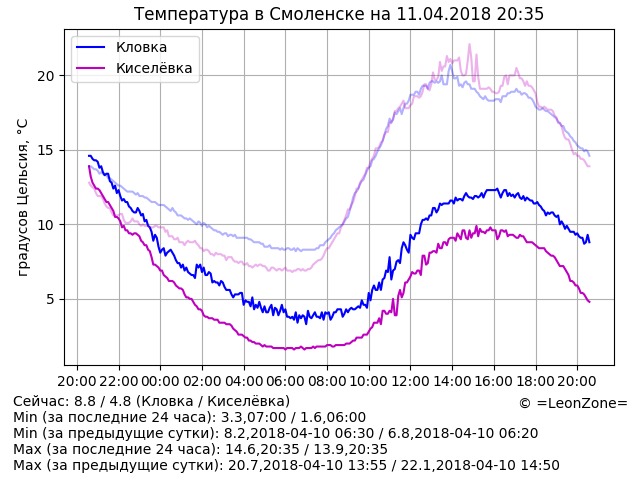 Температура в Смоленске на 11.04.2018 20:35
Кловка
Киселёвка
градусов Цельсия, °C
20
15
10
5
20:00 22:00 00:00 02:00 04:00 06:00 08:00 10:00 12:00 14:00 16:00 18:00 20:00
Сейчас: 8.8 / 4.8 (Кловка / Киселёвка)
© =LeonZone=
Min (за последние 24 часа): 3.3,07:00 / 1.6,06:00
Min (за предыдущие сутки): 8.2,2018-04-10 06:30 / 6.8,2018-04-10 06:20
Max (за последние 24 часа): 14.6,20:35 / 13.9,20:35
Max (за предыдущие сутки): 20.7,2018-04-10 13:55 / 22.1,2018-04-10 14:50